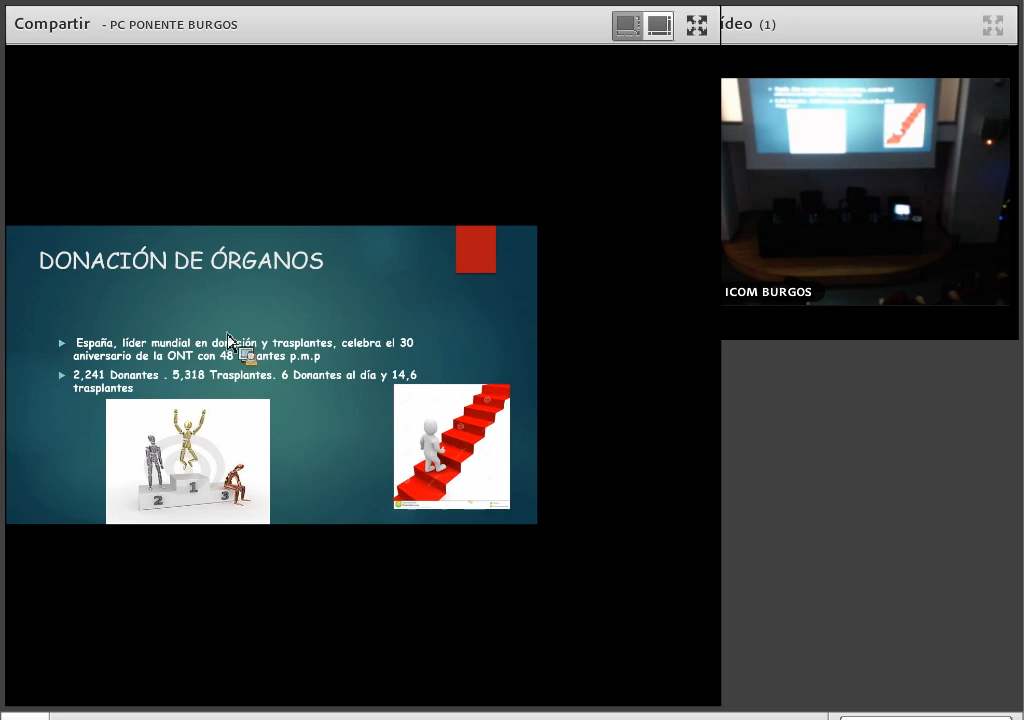 Compartir - PC PONENTE BURGOS
ídeo (1)
DONACIÓN DE ÓRGANOS
España, líder mundial en donación y trasplantes, celebra el 30
aniversario de la ONT con 48 p.m.p
2,241 Donantes . 5,318 Trasplantes. 6 Donantes al día y 14,6
trasplantes
1
2
3
ICOM BURGOS